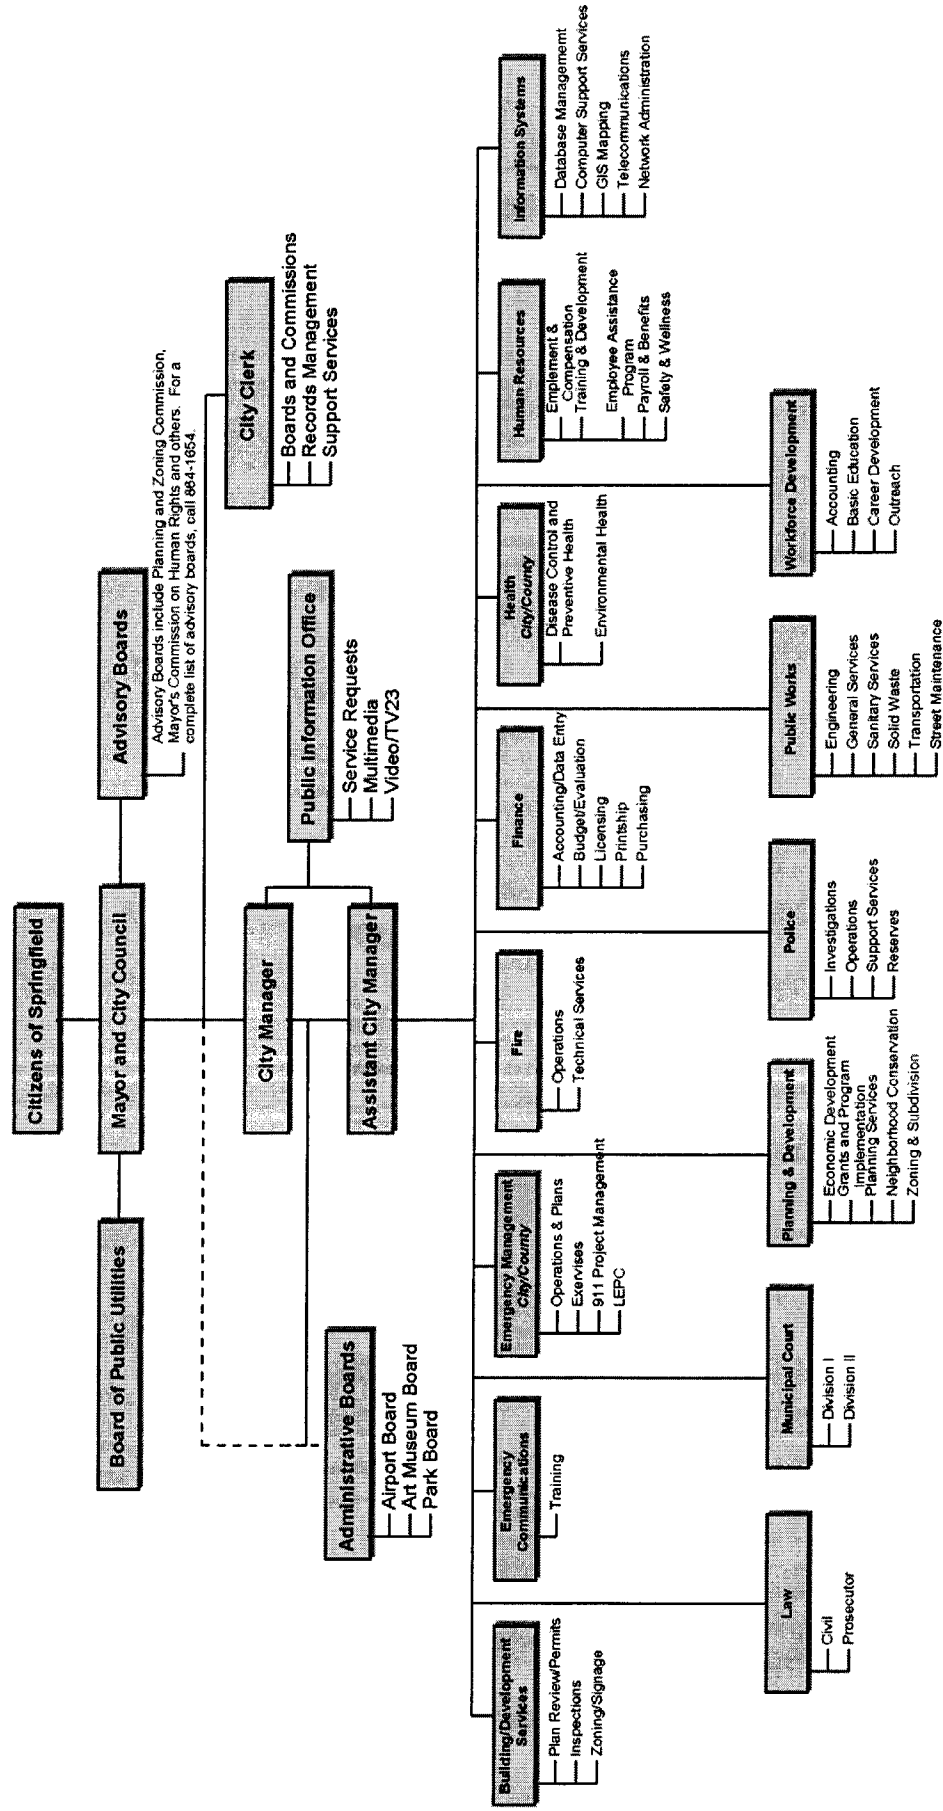 Citizens of Springfield
Board of Public Utilities
Mayor and City Council
Advisory Boards
Advisory Boards include Planning and Zoning Commission,
Mayor's Commission on Human Rights and others. For a
complete list of advisory boards, call 864-1654.
City Clerk
Boards and Commissions
Records Management
Support Services
City Manager
Public Information Office
Service Requests
Multimedia
Video/TV23
Administrative Boards
Airport Board
Art Museum Board
Park Board
Assistant City Manager
Building/Development
Services
Plan Review/Permits
Inspections
Zoning/Signage
Emergency
Communications
Training
Emergency Management
City/County
Operations & Plans
Exervises
911 Project Management
LEPC
Fire
Operations
Technical Services
Finance
Accounting/Data Entry
Budget/Evaluation
Licensing
Printship
Purchasing
Health
City/County
Disease Control and
Preventive Health
Environmental Health
Human Resources
Emplement &
Compensation
Training & Development
Employee Assistance
Program
Payroll & Benefits
Safety & Wellness
Information Systems
Database Managememt
Computer Support Services
GIS Mapping
Telecommunications
Network Administration
Law
Civil
Prosecutor
Municipal Court
Division I
Division II
Planning & Development
Economic Development
Grants and Program
Implementation
Planning Services
Neighborhood Conservation
Zoning & Subdivision
Police
Investigations
Operations
Support Services
Reserves
Public Works
Engineering
General Services
Sanitary Services
Solid Waste
Transportation
Street Maintenance
Workforce Development
Accounting
Basic Education
Career Development
Outreach